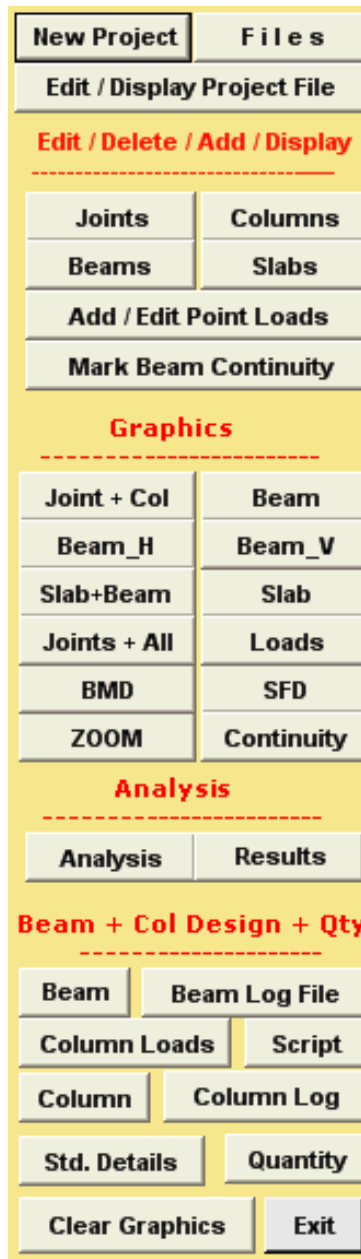 New Project F i l e s
Edit / Display Project File
Edit / Delete / Add / Display
Joints Columns
Beams Slabs
Add / Edit Point Loads
Mark Beam Continuity
Graphics
Joint + Col Beam
Beam_H Beam_V
Slab+Beam Slab
Joints + All Loads
BMD SFD
ZOOM Continuity
Analysis
Analysis Results
Beam + Col Design + Qty
Beam Beam Log File
Column Loads Script
Column Column Log
Std. Details Quantity
Clear Graphics Exit